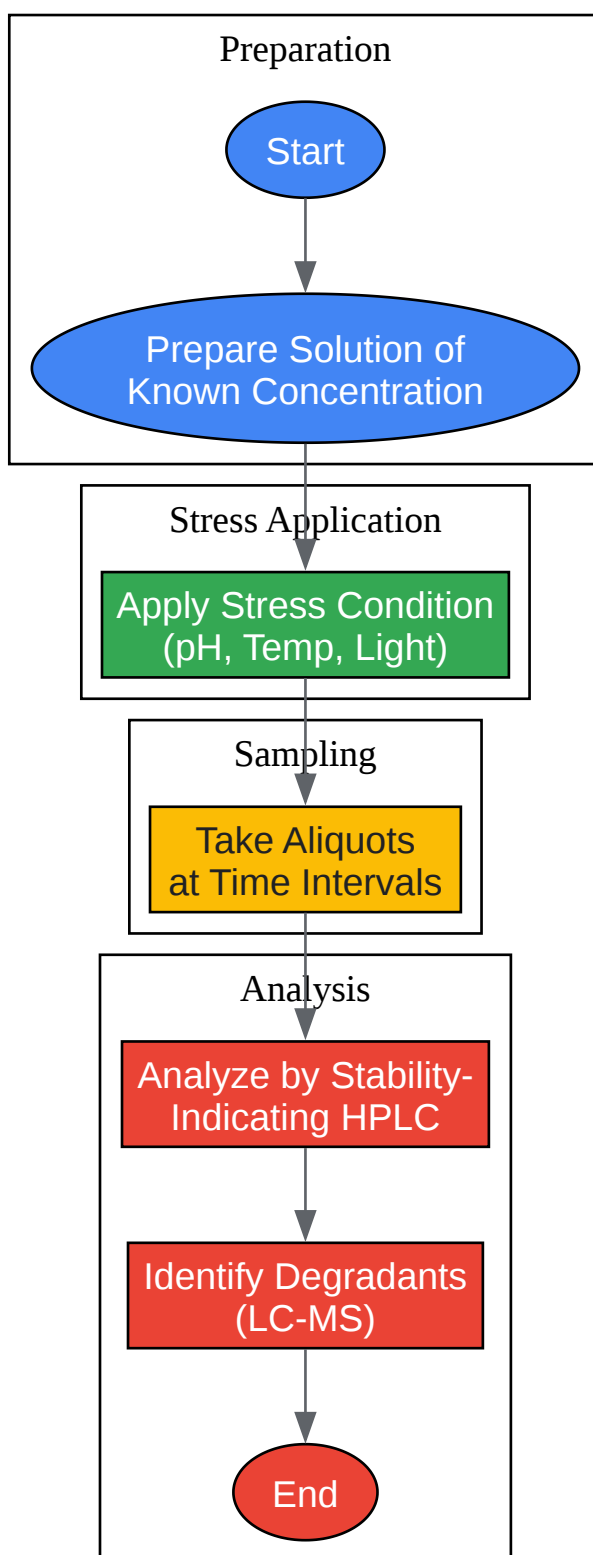 Preparation
Start
Prepare Solution of
Known Concentration
Stress Application
Apply Stress Condition
(pH, Temp, Light)
Sampling
Take Aliquots
at Time Intervals
Analysis
Analyze by Stability-
Indicating HPLC
Identify Degradants
(LC-MS)
End